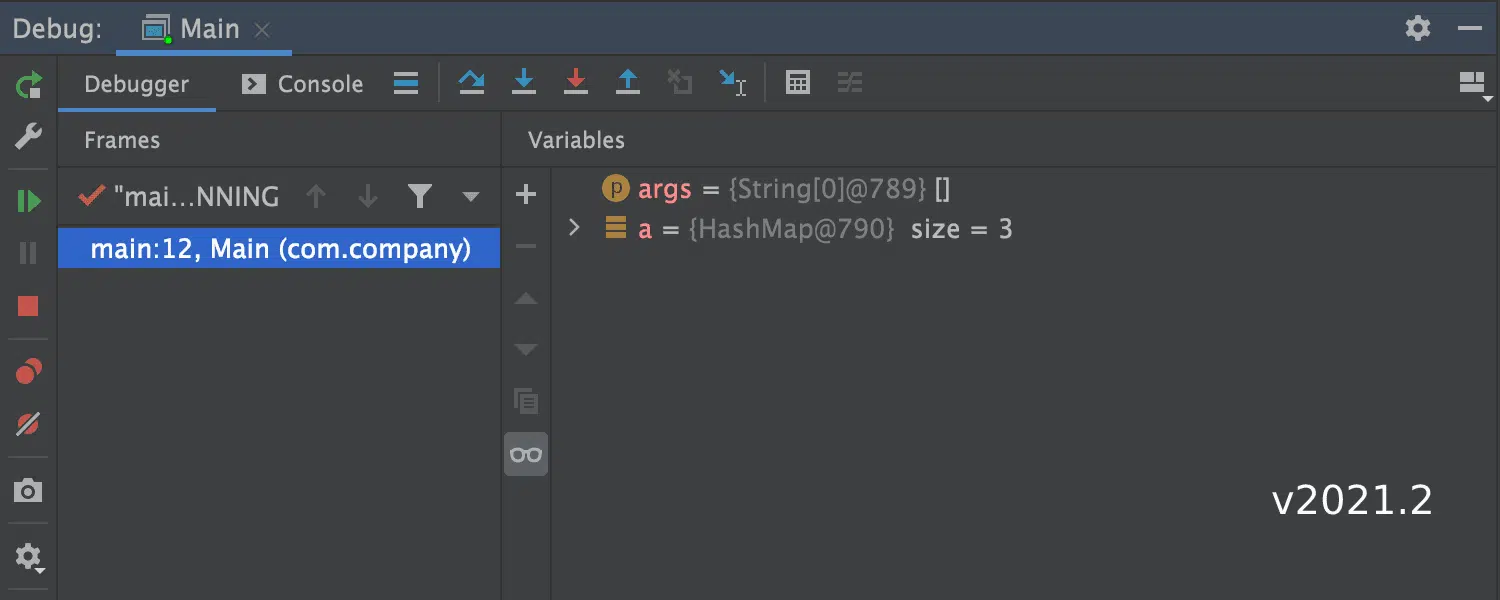 Debug: Main
Debugger Console
Frames Variables
"mai...NNING
args = {String[0]@789} []
main:12, Main (com.company)
a = {HashMap@790} size = 3
v2021.2